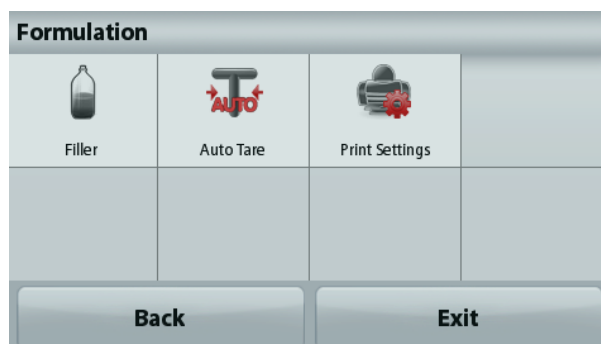 Formulation
AUTO
Filler
Auto Tare
Print Settings
Back
Exit